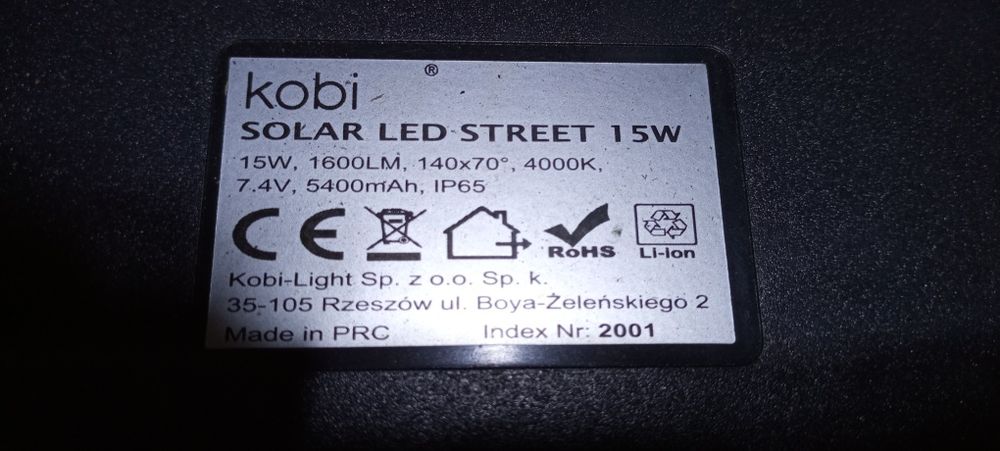 kobi ®
SOLAR LED STREET 15W
15W, 1600LM, 140x70°, 4000K,
7.4V, 5400mAh, IP65
CE RoHS Li-Ion
Kobi-Light Sp. z o.o. Sp. k.
35-105 Rzeszów ul. Boya-Żeleńskiego 2
Made in PRC Index Nr: 2001